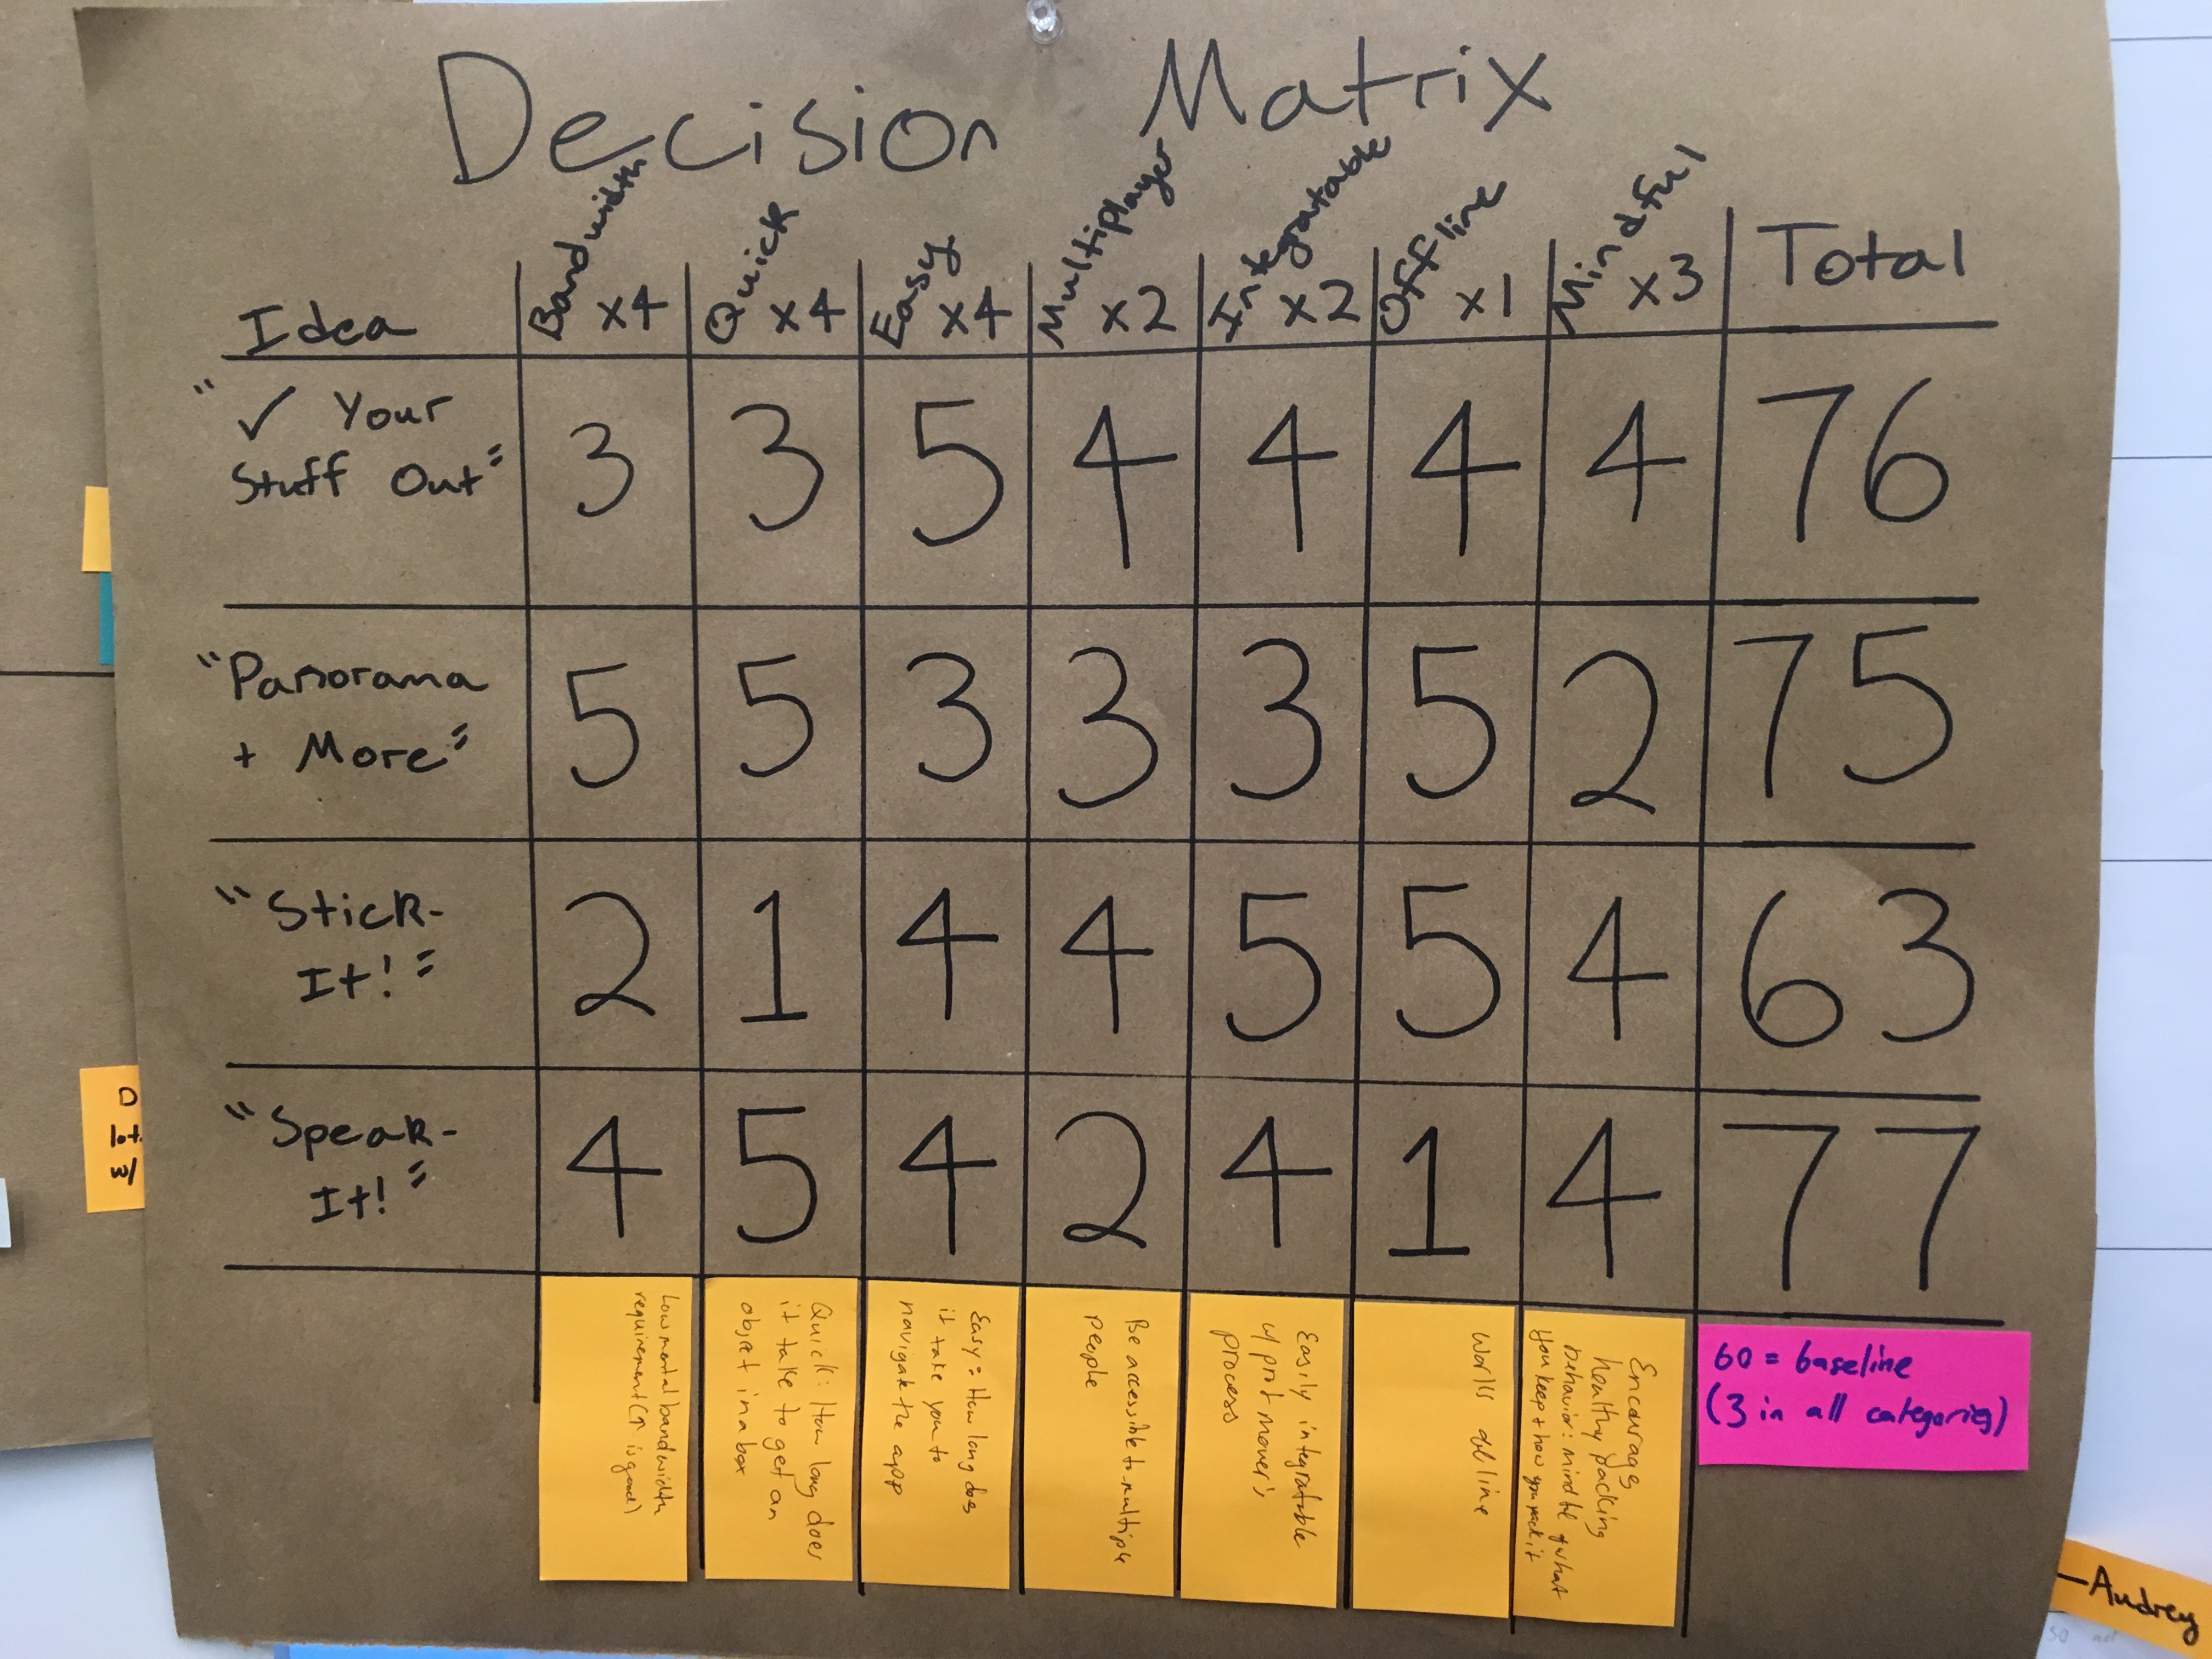 Decision Matrix
Idea
Bandwidth x4
Quick x4
Easy x4
Multiplayer x2
Integratable x2
Offline x1
Mindful x3
Total
"✓ Your
Stuff Out"
3 3 5 4 4 4 4 76
"Panorama
+ More"
5 5 3 3 3 5 2 75
"Stick-
It!"
2 1 4 4 5 5 4 63
"Speak-
It!"
4 5 4 2 4 1 4 77
Low mental bandwidth
requirement (↑ is good)
Quick: How long does
it take to get an
object in a box
Easy = How long does
it take you to
navigate the app
Be accessible to multiple
people
Easily integratable
w/ prof mover's
process
works offline
Encourage
healthy packing
behavior: mindful of what
you keep + how you pack it
60 = baseline
(3 in all categories)
D
lot
w/
-Audrey